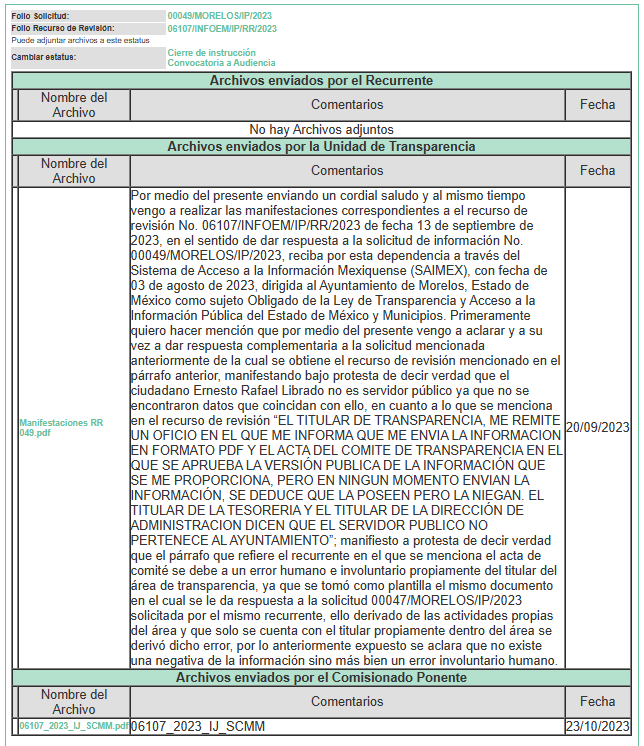 Folio Solicitud: 00049/MORELOS/IP/2023
Folio Recurso de Revisión: 06107/INFOEM/IP/RR/2023
Puede adjuntar archivos a este estatus
Cambiar estatus: Cierre de instrucción
Convocatoria a Audiencia
Archivos enviados por el Recurrente
Nombre del Archivo Comentarios Fecha
No hay Archivos adjuntos
Archivos enviados por la Unidad de Transparencia
Nombre del Archivo Comentarios Fecha
Manifestaciones RR
049.pdf
Por medio del presente enviando un cordial saludo y al mismo tiempo
vengo a realizar las manifestaciones correspondientes a el recurso de
revisión No. 06107/INFOEM/IP/RR/2023 de fecha 13 de septiembre de
2023, en el sentido de dar respuesta a la solicitud de información No.
00049/MORELOS/IP/2023, reciba por esta dependencia a través del
Sistema de Acceso a la Información Mexiquense (SAIMEX), con fecha de
03 de agosto de 2023, dirigida al Ayuntamiento de Morelos, Estado de
México como sujeto Obligado de la Ley de Transparencia y Acceso a la
Información Pública del Estado de México y Municipios. Primeramente
quiero hacer mención que por medio del presente vengo a aclarar y a su
vez a dar respuesta complementaria a la solicitud mencionada
anteriormente de la cual se obtiene el recurso de revisión mencionado en el
párrafo anterior, manifestando bajo protesta de decir verdad que el
ciudadano Ernesto Rafael Librado no es servidor público ya que no se
encontraron datos que coincidan con ello, en cuanto a lo que se menciona
en el recurso de revisión “EL TITULAR DE TRANSPARENCIA, ME REMITE
UN OFICIO EN EL QUE ME INFORMA QUE ME ENVIA LA INFORMACION
EN FORMATO PDF Y EL ACTA DEL COMITE DE TRANSPARENCIA EN EL
QUE SE APRUEBA LA VERSIÓN PUBLICA DE LA INFORMACIÓN QUE
SE ME PROPORCIONA, PERO EN NINGUN MOMENTO ENVIAN LA
INFORMACIÓN, SE DEDUCE QUE LA POSEEN PERO LA NIEGAN. EL
TITULAR DE LA TESORERIA Y EL TITULAR DE LA DIRECCIÓN DE
ADMINISTRACION DICEN QUE EL SERVIDOR PUBLICO NO
PERTENECE AL AYUNTAMIENTO”; manifiesto a protesta de decir verdad
que el párrafo que refiere el recurrente en el que se menciona el acta de
comité se debe a un error humano e involuntario propiamente del titular del
área de transparencia, ya que se tomó como plantilla el mismo documento
en el cual se le da respuesta a la solicitud 00047/MORELOS/IP/2023
solicitada por el mismo recurrente, ello derivado de las actividades propias
del área y que solo se cuenta con el titular propiamente dentro del área se
derivó dicho error, por lo anteriormente expuesto se aclara que no existe
una negativa de la información sino más bien un error involuntario humano.
20/09/2023
Archivos enviados por el Comisionado Ponente
Nombre del Archivo Comentarios Fecha
06107_2023_IJ_SCMM.pdf 06107_2023_IJ_SCMM 23/10/2023